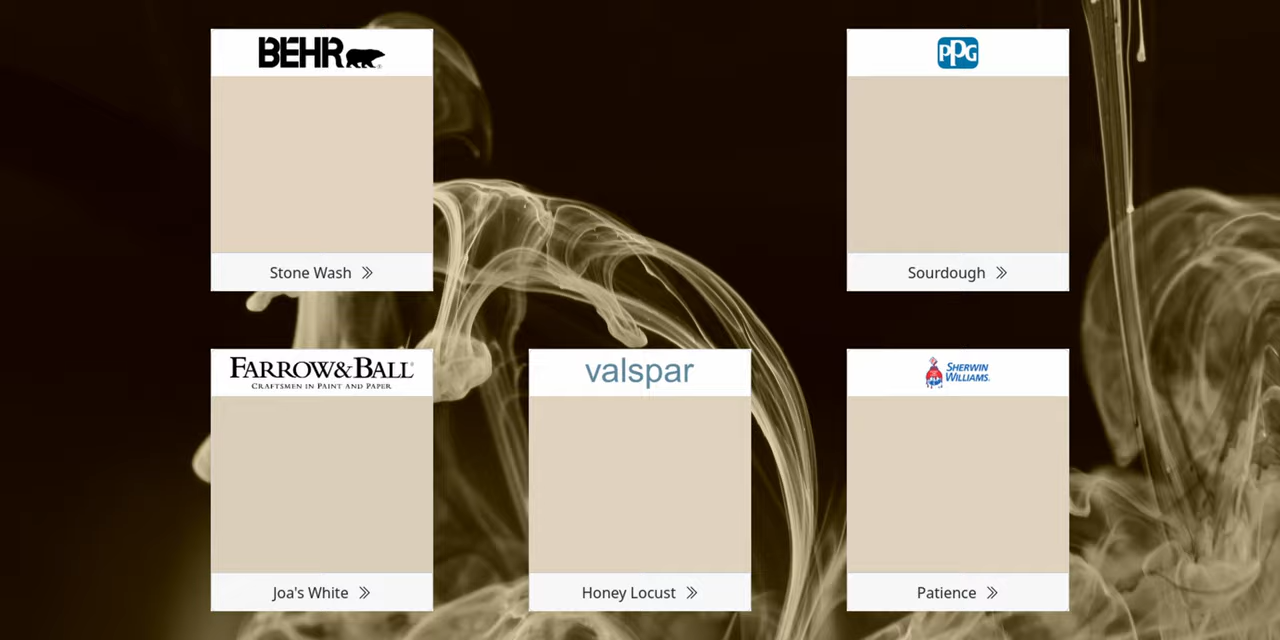 BEHR
PPG
Stone Wash
Sourdough
FARROW&BALL®
CRAFTSMEN IN PAINT AND PAPER
valspar
SHERWIN
WILLIAMS.
Joa's White
Honey Locust
Patience